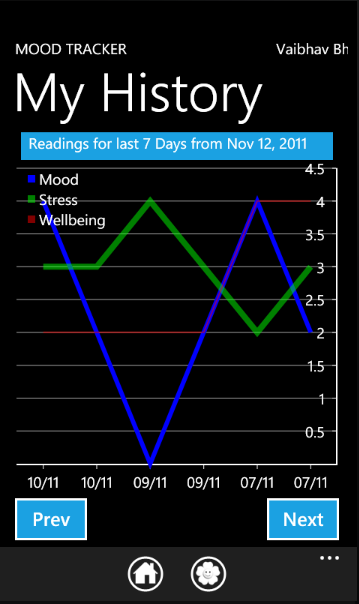 MOOD TRACKER Vaibhav Bh
My History
Readings for last 7 Days from Nov 12, 2011
Mood
Stress
Wellbeing
4.5
4
3.5
3
2.5
2
1.5
1
0.5
10/11 10/11 09/11 09/11 07/11 07/11
Prev Next